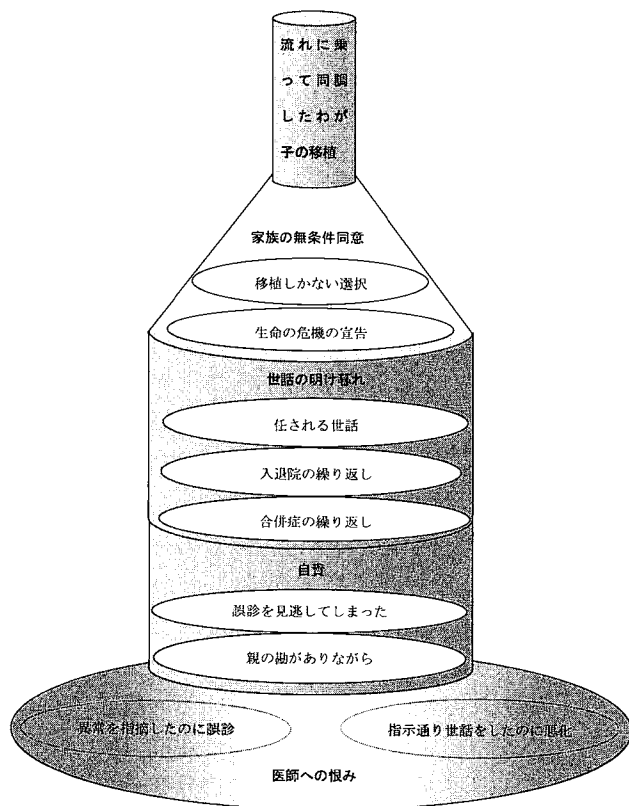 流れに乗
って同調
したわが
子の移植
家族の無条件同意
移植しかない選択
生命の危機の宣告
世話の明け暮れ
任される世話
入退院の繰り返し
合併症の繰り返し
自責
誤診を見逃してしまった
親の勘がありながら
異常を指摘したのに誤診
指示通り世話をしたのに悪化
医師への恨み